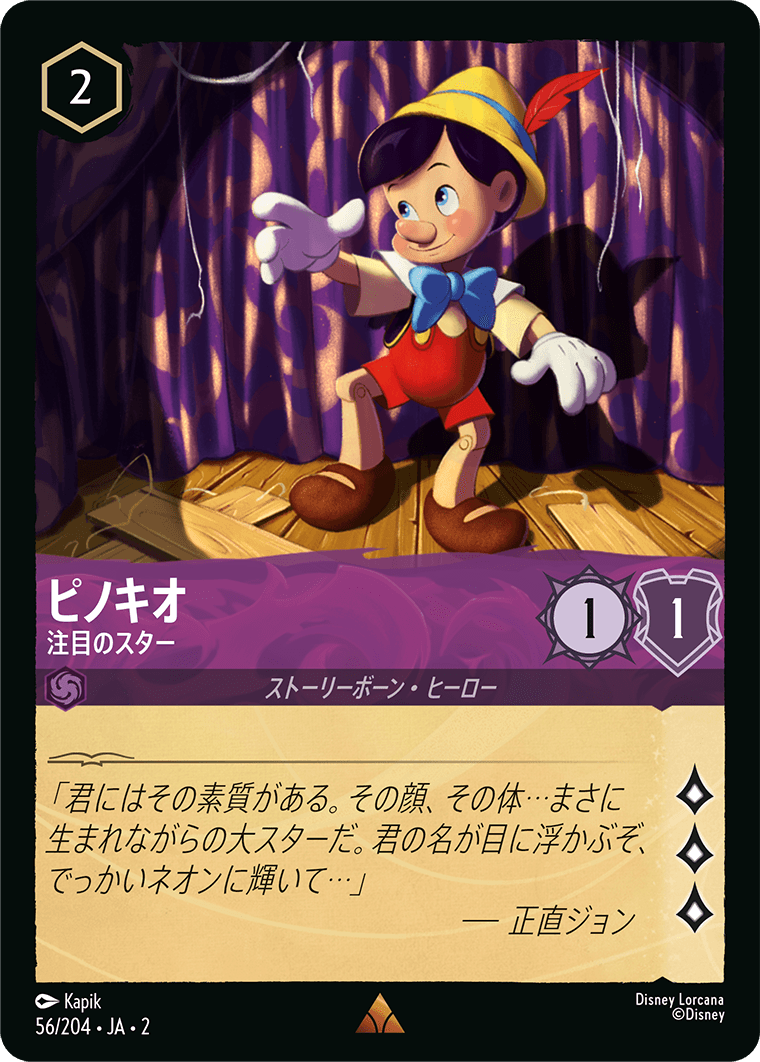 2
ピノキオ
注目のスター
1
1
ストーリーボーン・ヒーロー
「君にはその素質がある。その顔、その体…まさに
生まれながらの大スターだ。君の名が目に浮かぶぞ、
でっかいネオンに輝いて…」
― 正直ジョン
Kapik
56/204・JA・2
Disney Lorcana
©Disney